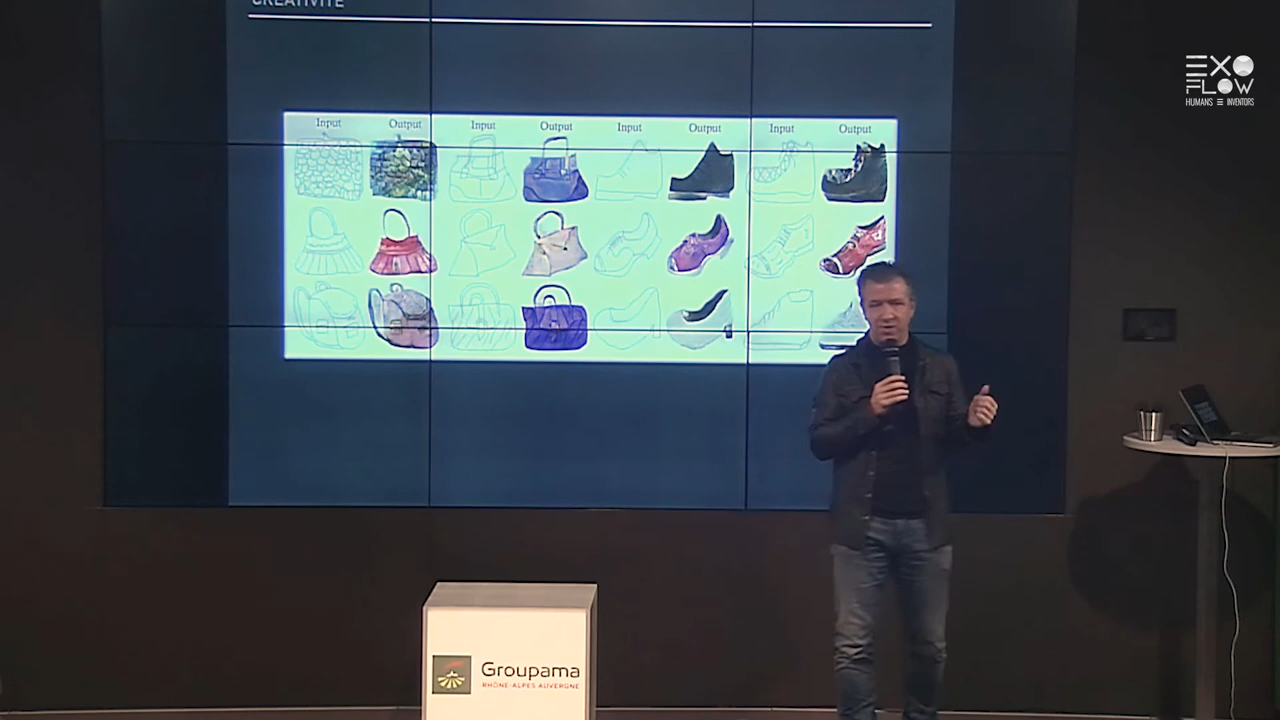 CREATIVITE
EXO
FLOW
HUMANS = INVENTORS
Input Output Input Output Input Output Input Output
Groupama
RHÔNE-ALPES AUVERGNE